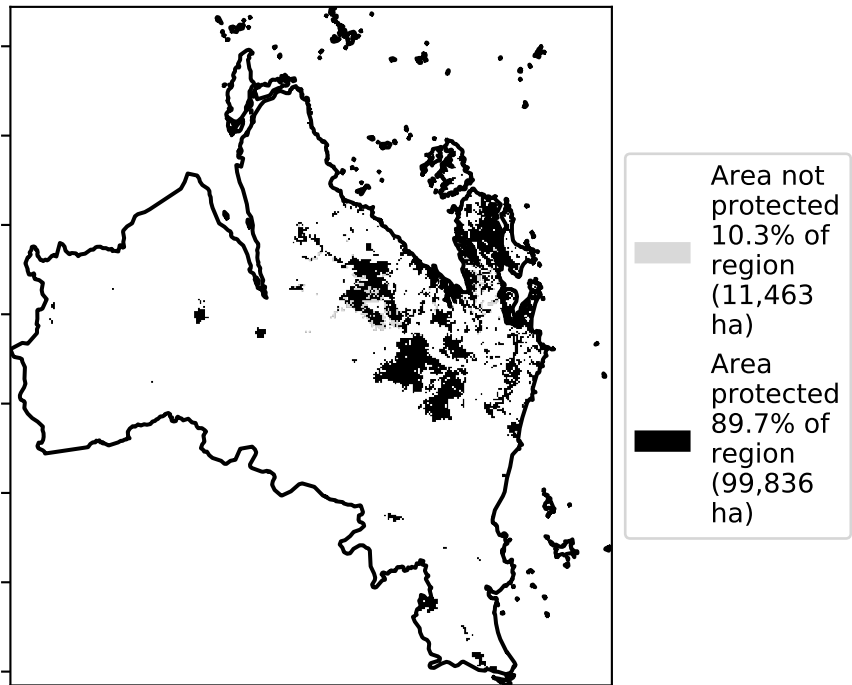 Area not
protected
10.3% of
region
(11,463
ha)
Area
protected
89.7% of
region
(99,836
ha)